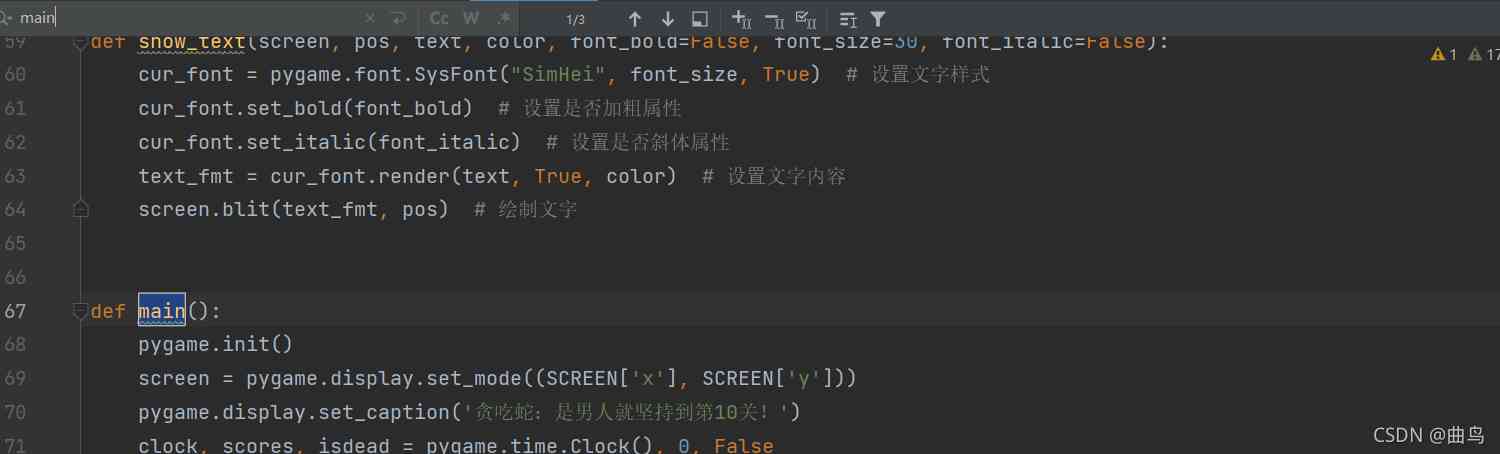 main × Cc W .* 1/3
59 def show_text(screen, pos, text, color, font_bold=False, font_size=30, font_italic=False):
1 17
60 cur_font = pygame.font.SysFont("SimHei", font_size, True)  # 设置文字样式
61 cur_font.set_bold(font_bold)  # 设置是否加粗属性
62 cur_font.set_italic(font_italic)  # 设置是否斜体属性
63 text_fmt = cur_font.render(text, True, color)  # 设置文字内容
64 screen.blit(text_fmt, pos)  # 绘制文字
65
66
67 def main():
68 pygame.init()
69 screen = pygame.display.set_mode((SCREEN['x'], SCREEN['y']))
70 pygame.display.set_caption('贪吃蛇：是男人就坚持到第10关！')
71 clock, scores, isdead = pygame.time.Clock(), 0, False
CSDN @曲鸟